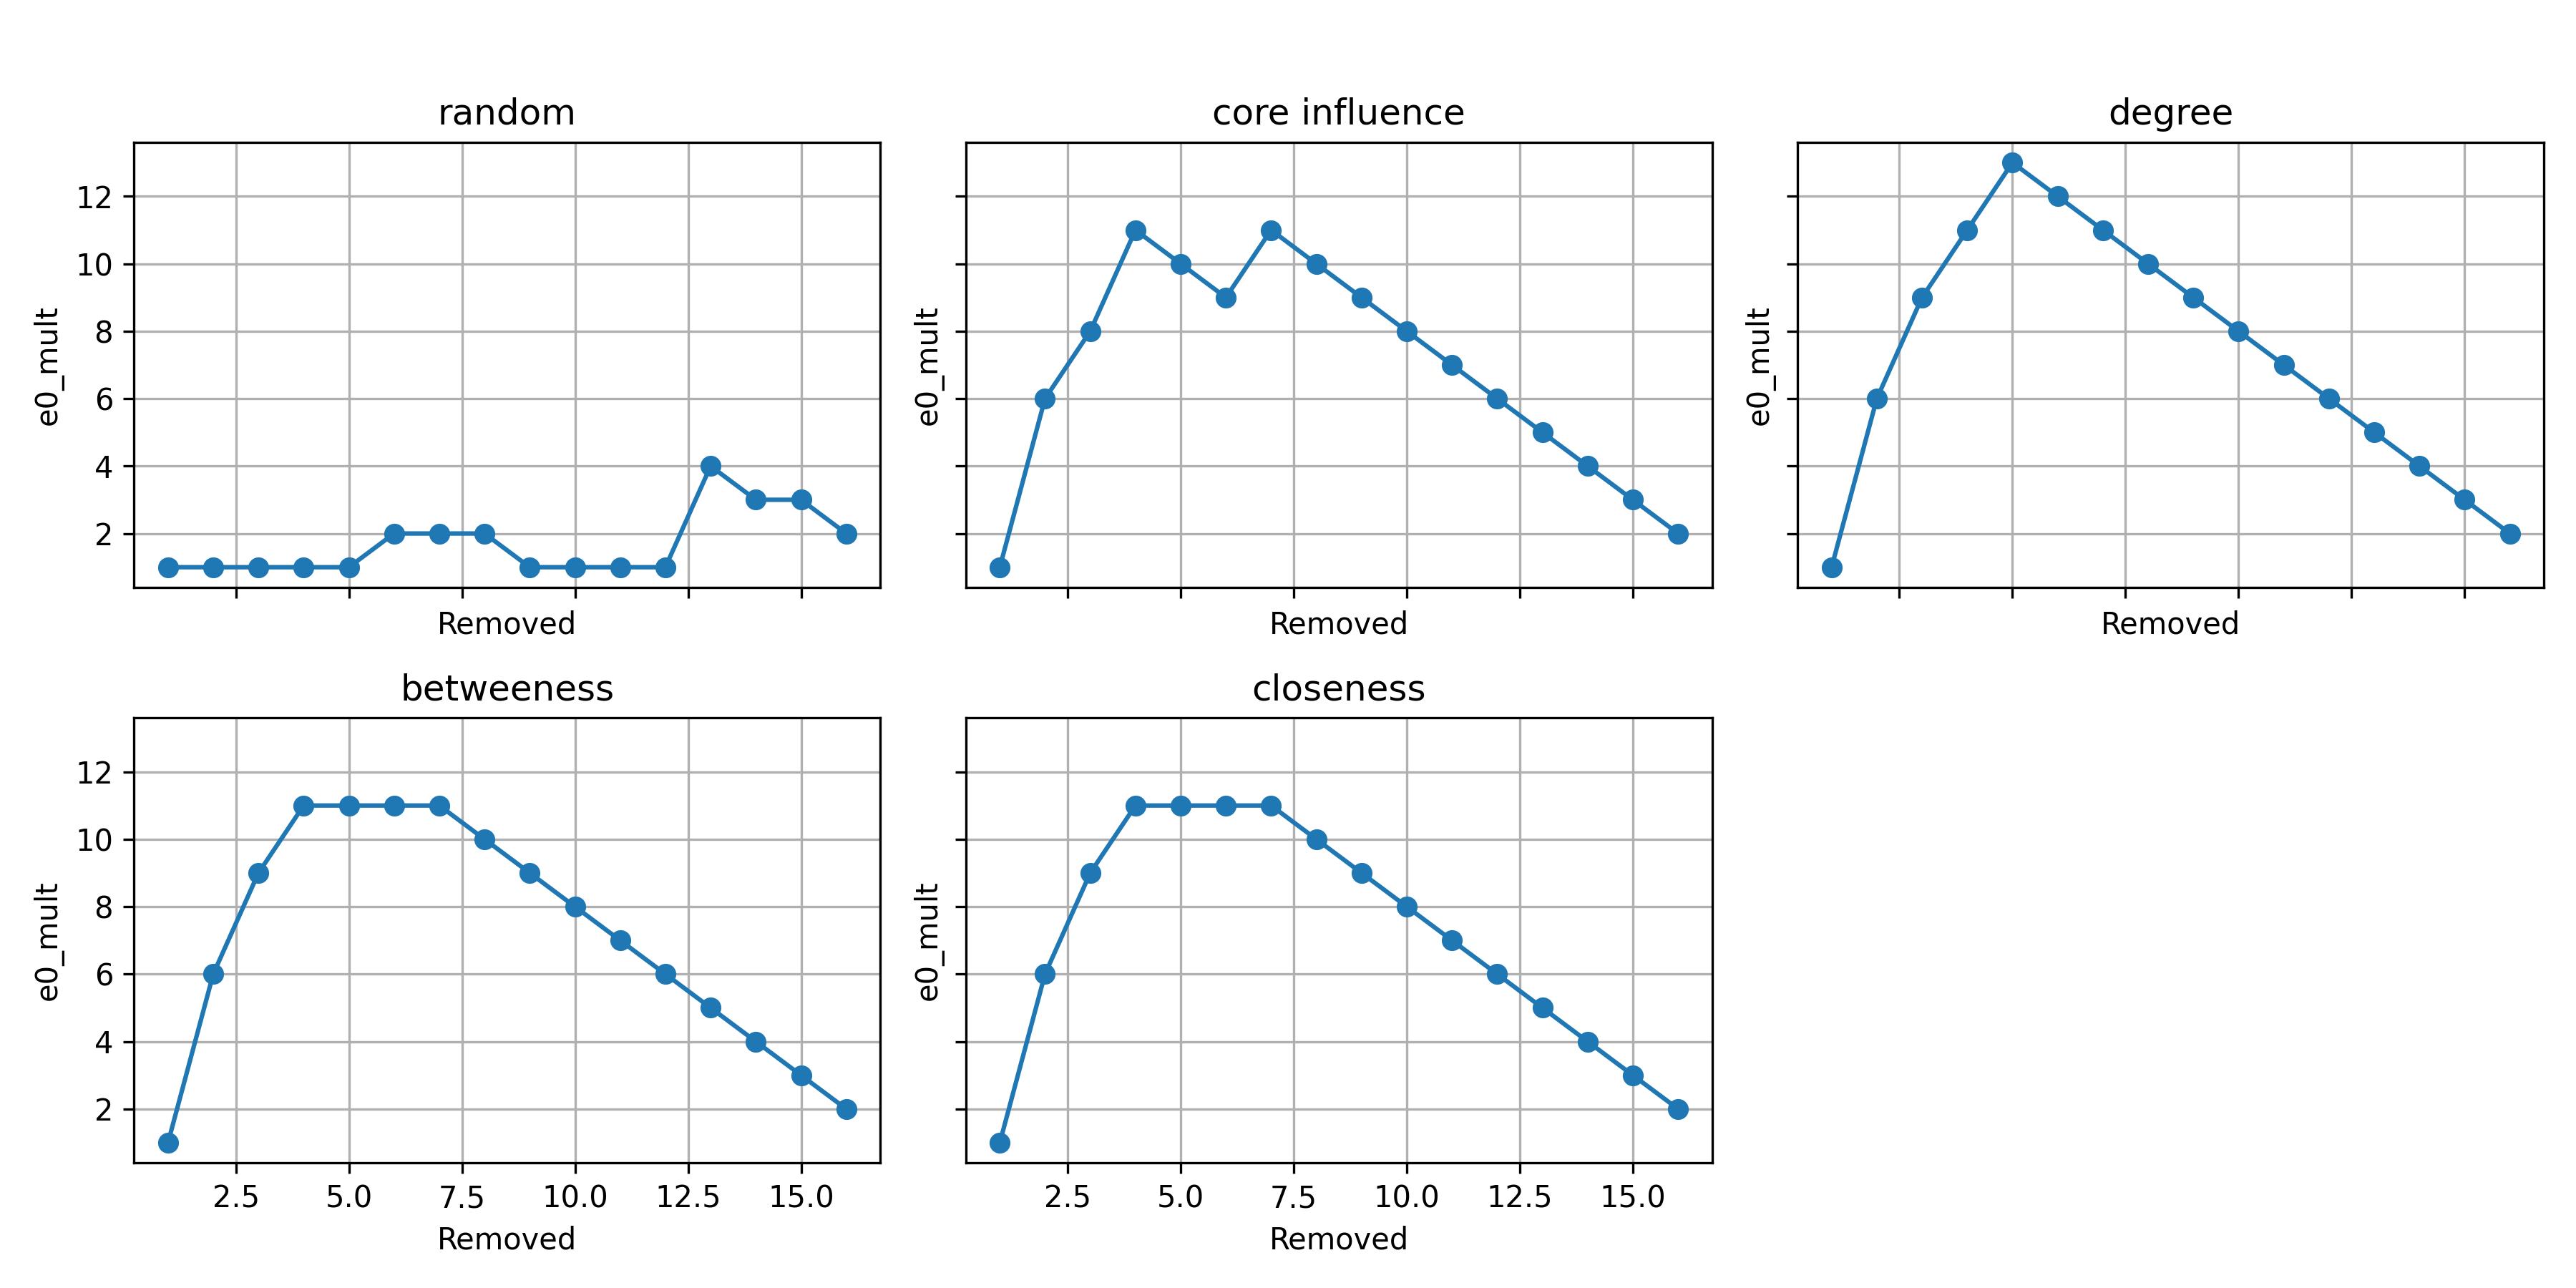 random
core influence
degree
12
10
8
6
4
2
e0_mult
e0_mult
e0_mult
Removed
Removed
Removed
betweeness
closeness
12
10
8
6
4
2
e0_mult
e0_mult
2.5 5.0 7.5 10.0 12.5 15.0
2.5 5.0 7.5 10.0 12.5 15.0
Removed
Removed